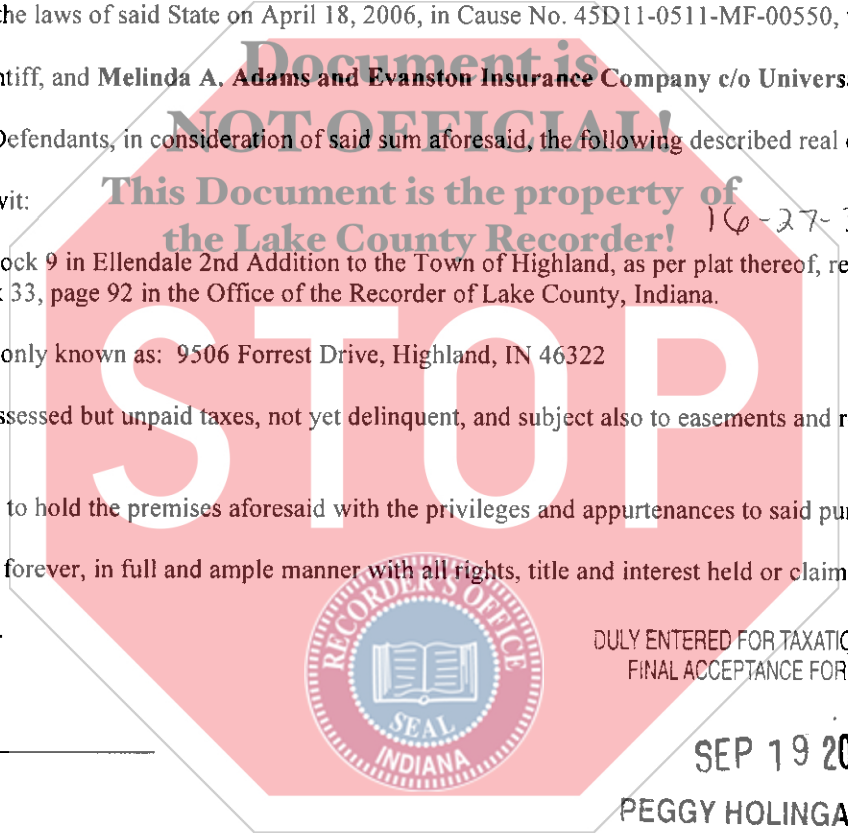 the laws of said State on April 18, 2006, in Cause No. 45D11-0511-MF-00550,
Document is
ntiff, and Melinda A. Adams and Evanston Insurance Company c/o Univers
NOT OFFICIAL!
Defendants, in consideration of said sum aforesaid, the following described real
This Document is the property of
vit:
16-27-3
the Lake County Recorder!
ock 9 in Ellendale 2nd Addition to the Town of Highland, as per plat thereof, re
33, page 92 in the Office of the Recorder of Lake County, Indiana.
STOP
only known as: 9506 Forrest Drive, Highland, IN 46322
ssessed but unpaid taxes, not yet delinquent, and subject also to easements and r
to hold the premises aforesaid with the privileges and appurtenances to said pur
forever, in full and ample manner with all rights, title and interest held or claim
RECORDER'S OFFICE
SEAL
INDIANA
DULY ENTERED FOR TAXATIO
FINAL ACCEPTANCE FOR
SEP 19 20
PEGGY HOLINGA